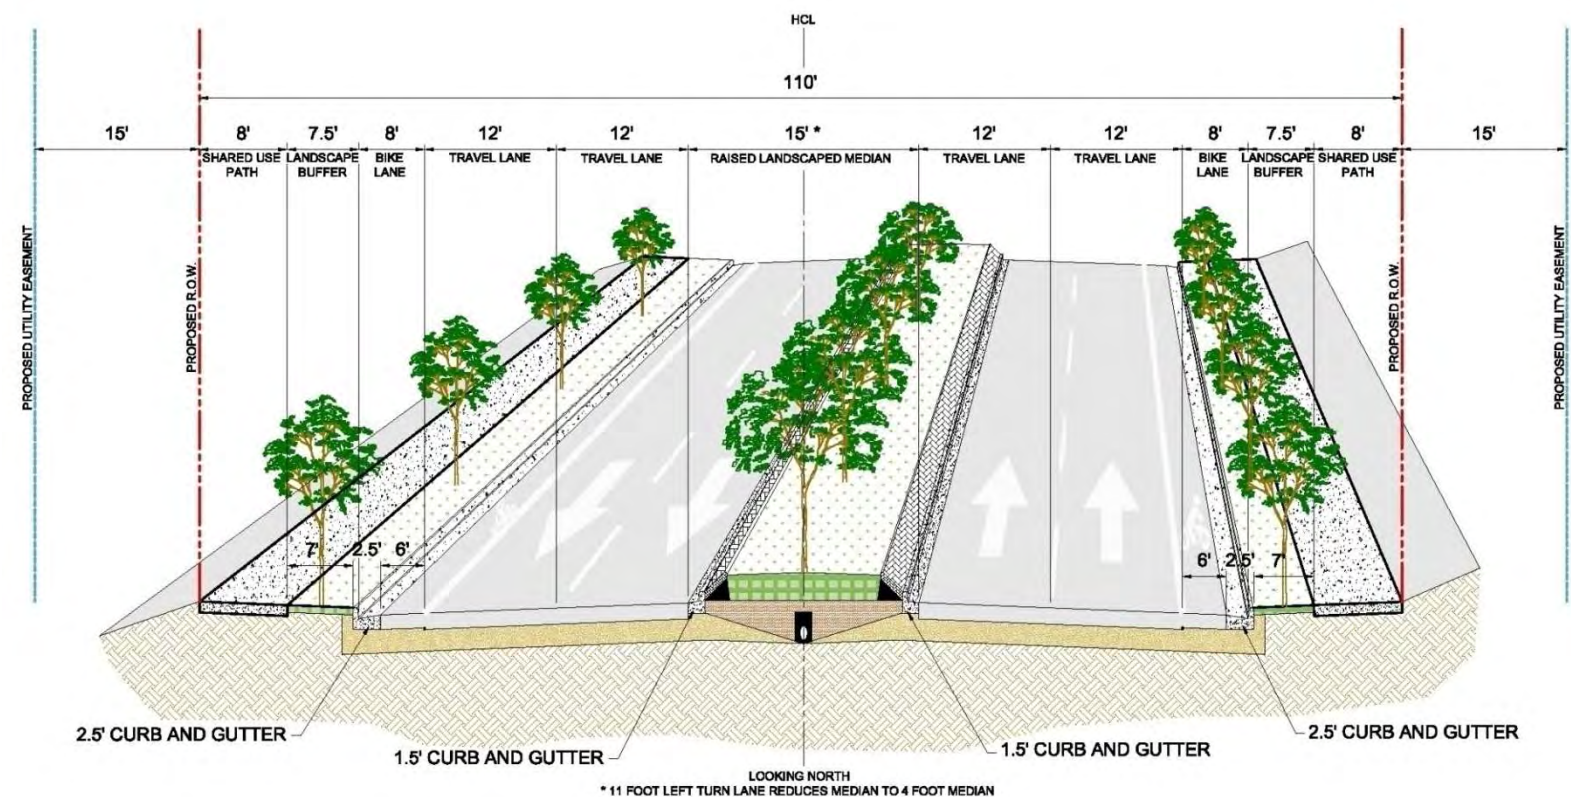 HCL
110'
15' 8' 7.5' 8' 12' 12' 15' * 12' 12' 8' 7.5' 8' 15'
SHARED USE PATH
LANDSCAPE BUFFER
BIKE LANE
TRAVEL LANE
TRAVEL LANE
RAISED LANDSCAPED MEDIAN
TRAVEL LANE
TRAVEL LANE
BIKE LANE
LANDSCAPE BUFFER
SHARED USE PATH
PROPOSED UTILITY EASEMENT
PROPOSED R.O.W.
PROPOSED R.O.W.
PROPOSED UTILITY EASEMENT
7' 2.5' 6'
6' 2.5' 7'
2.5' CURB AND GUTTER
1.5' CURB AND GUTTER
1.5' CURB AND GUTTER
2.5' CURB AND GUTTER
LOOKING NORTH
* 11 FOOT LEFT TURN LANE REDUCES MEDIAN TO 4 FOOT MEDIAN